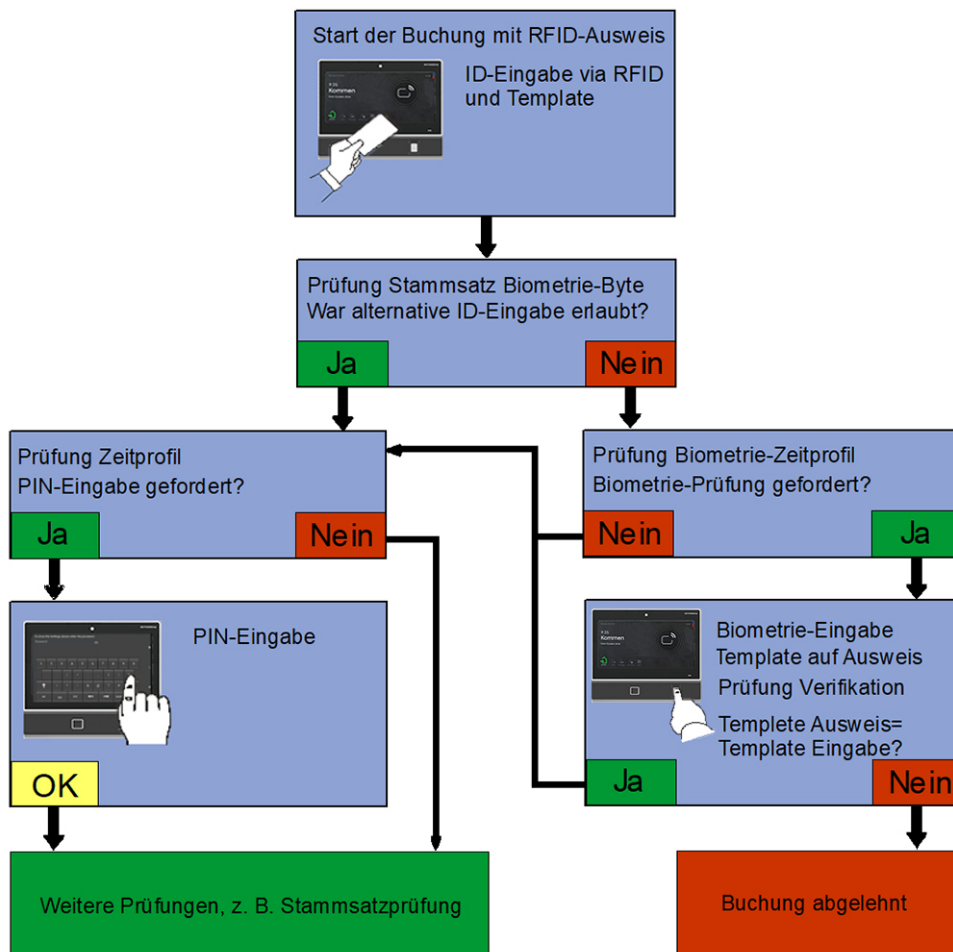 Start der Buchung mit RFID-Ausweis
ID-Eingabe via RFID
und Template
Kommen
Prüfung Stammsatz Biometrie-Byte
War alternative ID-Eingabe erlaubt?
Ja
Nein
Prüfung Zeitprofil
PIN-Eingabe gefordert?
Ja
Nein
Prüfung Biometrie-Zeitprofil
Biometrie-Prüfung gefordert?
Nein
Ja
PIN-Eingabe
OK
Kommen
Biometrie-Eingabe
Template auf Ausweis
Prüfung Verifikation
Templete Ausweis=
Template Eingabe?
Ja
Nein
Weitere Prüfungen, z. B. Stammsatzprüfung
Buchung abgelehnt